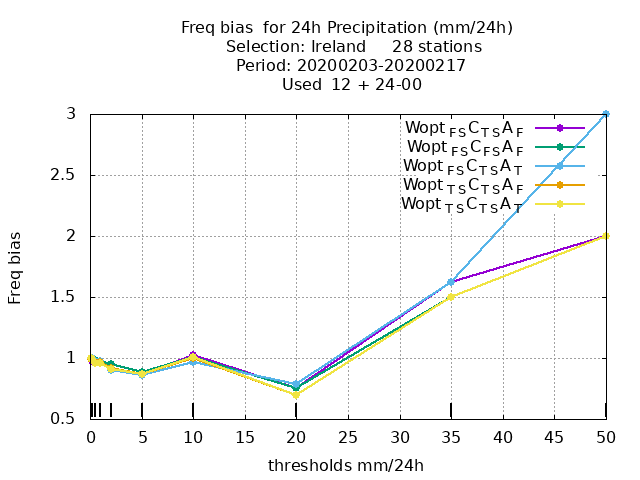 Freq bias  for 24h Precipitation (mm/24h)
Selection: Ireland     28 stations
Period: 20200203-20200217
Used  12 + 24-00
Wopt FS C TS A F
Wopt FS C FS A F
Wopt FS C TS A T
Wopt TS C TS A F
Wopt TS C TS A T
3
2.5
2
1.5
1
0.5
Freq bias
0 5 10 15 20 25 30 35 40 45 50
thresholds mm/24h